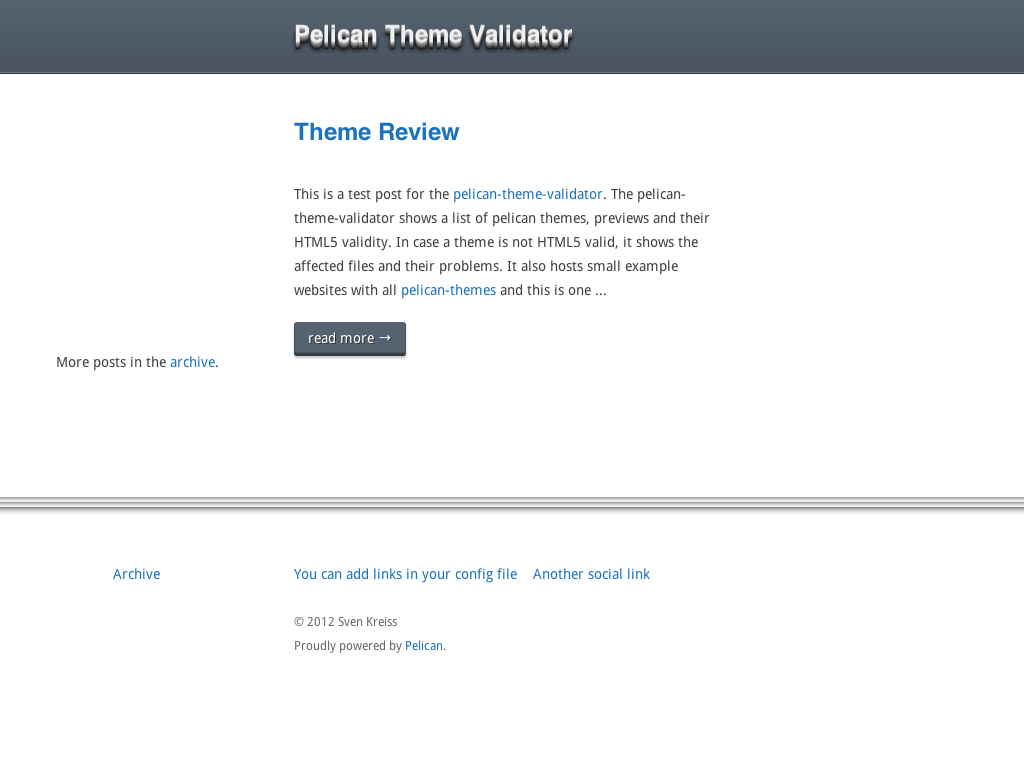 Pelican Theme Validator
Theme Review
This is a test post for the pelican-theme-validator. The pelican-
theme-validator shows a list of pelican themes, previews and their
HTML5 validity. In case a theme is not HTML5 valid, it shows the
affected files and their problems. It also hosts small example
websites with all pelican-themes and this is one ...
read more →
More posts in the archive.
Archive
You can add links in your config file Another social link
© 2012 Sven Kreiss
Proudly powered by Pelican.